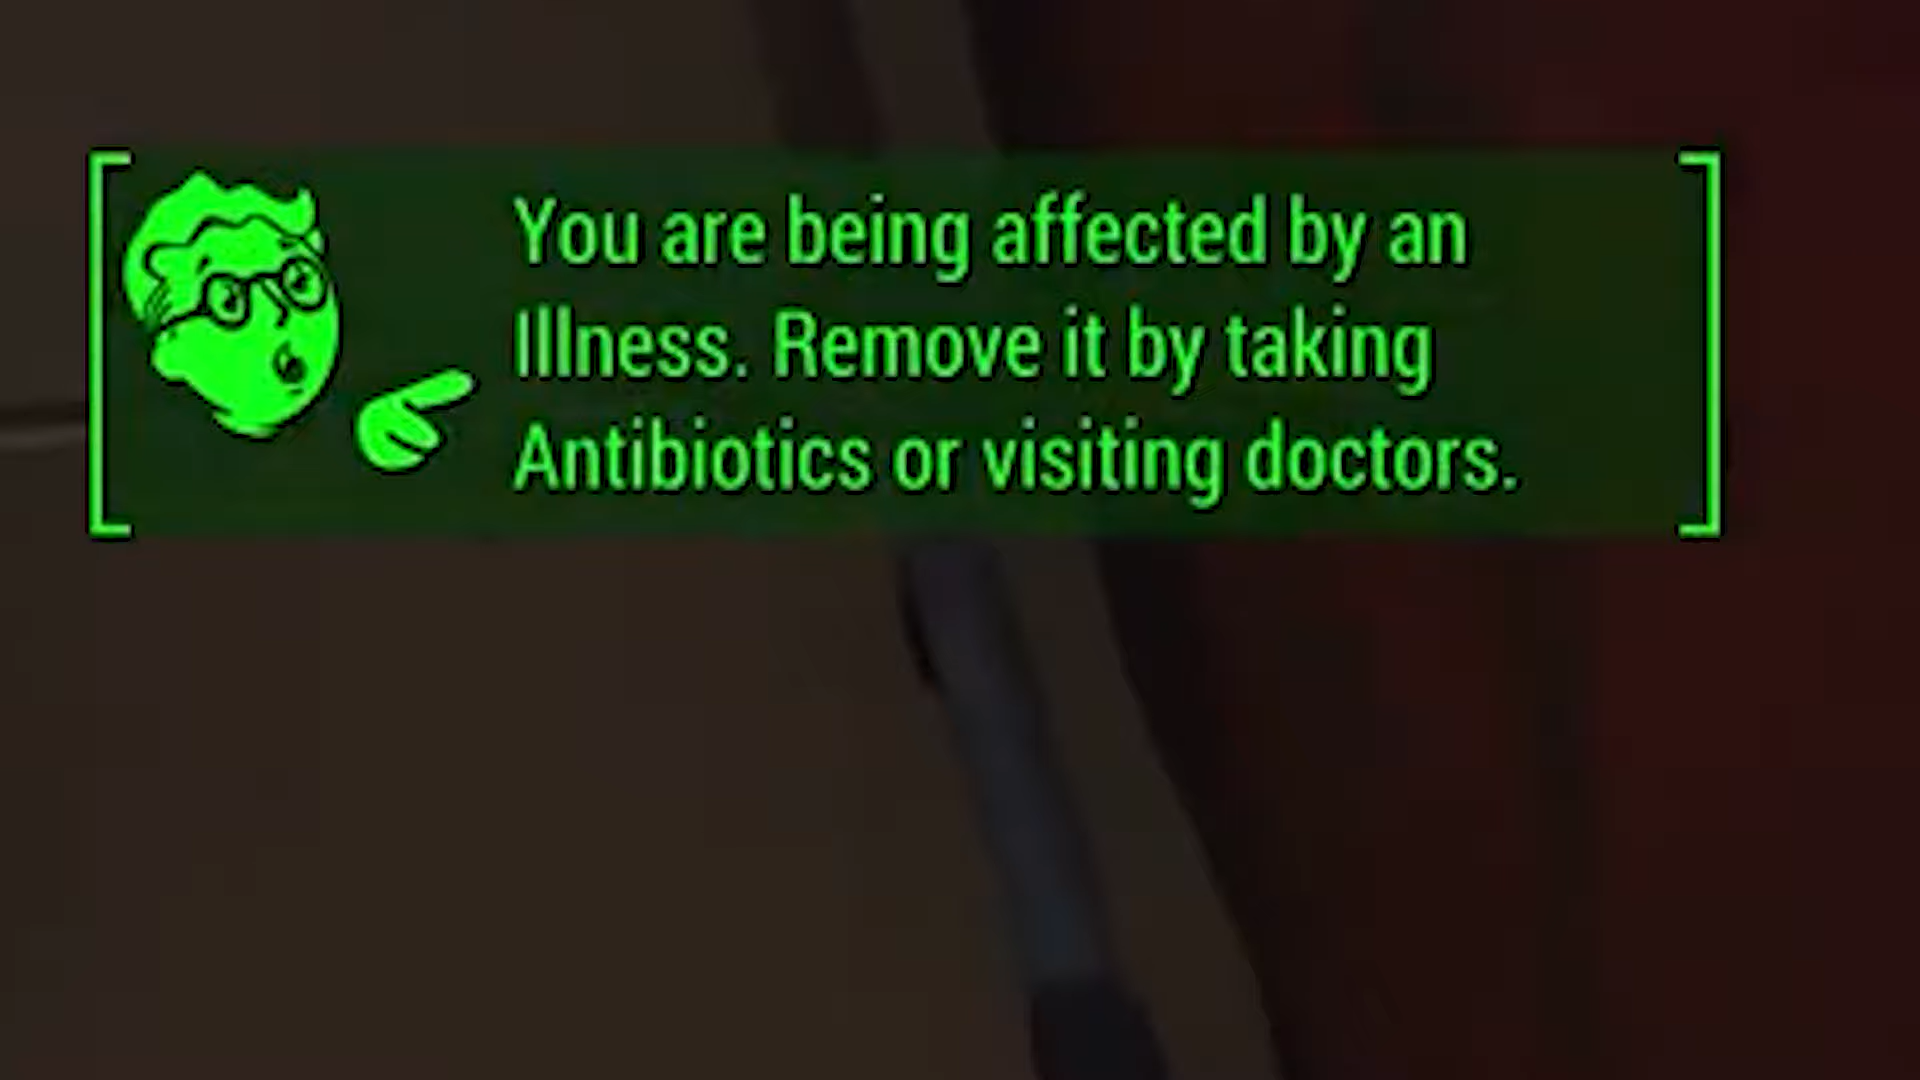 You are being affected by an
Illness. Remove it by taking
Antibiotics or visiting doctors.